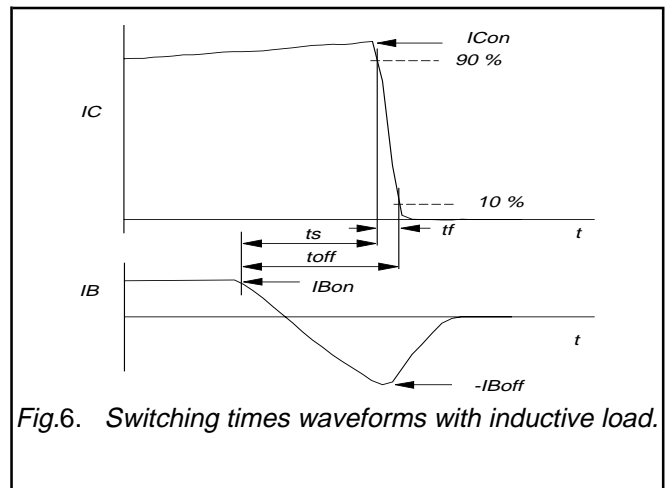 ICon
90 %
IC
10 %
ts
tf
t
toff
IB
IBon
t
-IBoff
Fig.6. Switching times waveforms with inductive load.